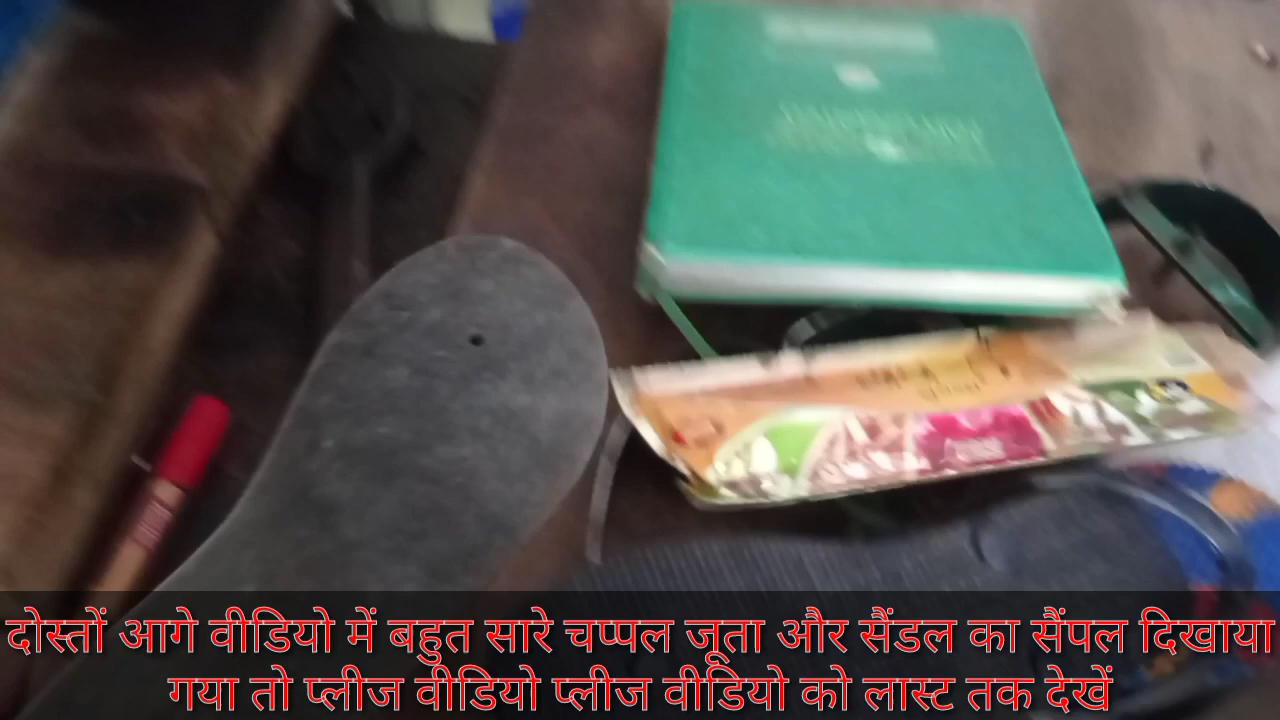 दोस्तों आगे वीडियो में बहुत सारे चप्पल जूता और सैंडल का सैंपल दिखाया
गया तो प्लीज वीडियो प्लीज वीडियो को लास्ट तक देखें